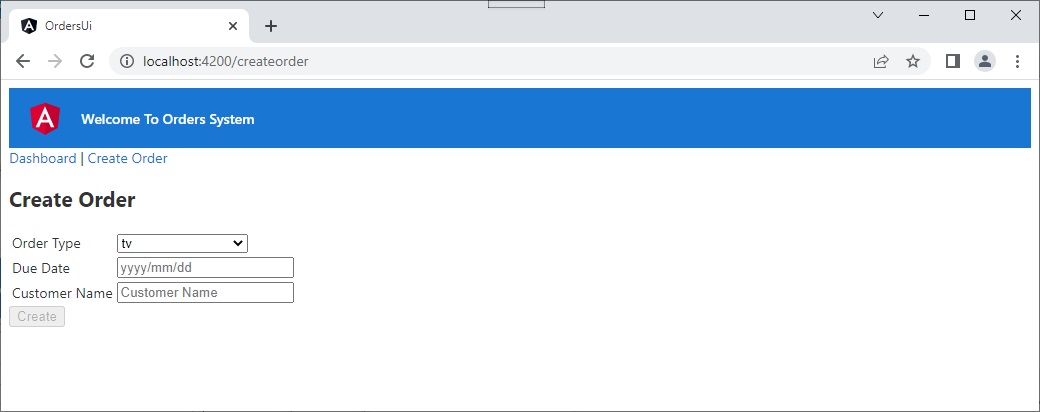 OrdersUi
localhost:4200/createorder
Welcome To Orders System
Dashboard | Create Order
Create Order
Order Type tv
Due Date yyyy/mm/dd
Customer Name Customer Name
Create